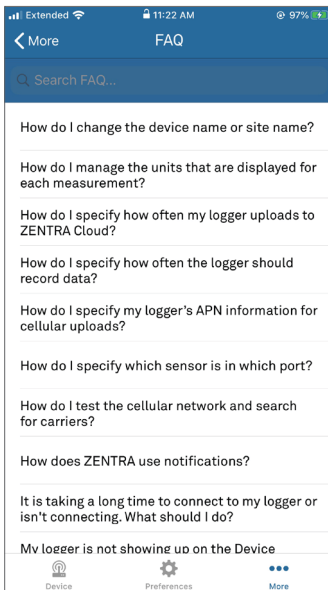 Extended 11:22 AM 97%
More FAQ
Search FAQ...
How do I change the device name or site name?
How do I manage the units that are displayed for
each measurement?
How do I specify how often my logger uploads to
ZENTRA Cloud?
How do I specify how often the logger should
record data?
How do I specify my logger's APN information for
cellular uploads?
How do I specify which sensor is in which port?
How do I test the cellular network and search
for carriers?
How does ZENTRA use notifications?
It is taking a long time to connect to my logger or
isn't connecting. What should I do?
My logger is not showing up on the Device
Device Preferences More